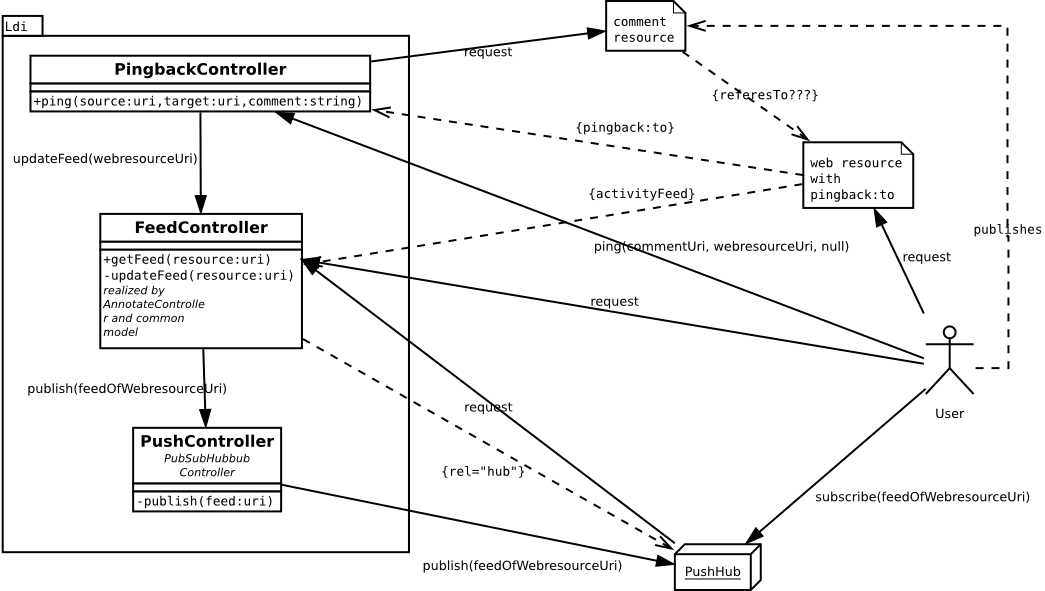 Ldi
comment
resource
request
PingbackController
+ping(source:uri,target:uri,comment:string)
{referesTo???}
{pingback:to}
updateFeed(webresourceUri)
web resource
with
pingback:to
{activityFeed}
FeedController
publishes
ping(commentUri, webresourceUri, null)
+getFeed(resource:uri)
request
-updateFeed(resource:uri)
realized by
AnnotateControlle
r and common
model
request
publish(feedOfWebresourceUri)
request
User
PushController
PubSubHubbub
Controller
{rel="hub"}
-publish(feed:uri)
subscribe(feedOfWebresourceUri)
publish(feedOfWebresourceUri)
PushHub